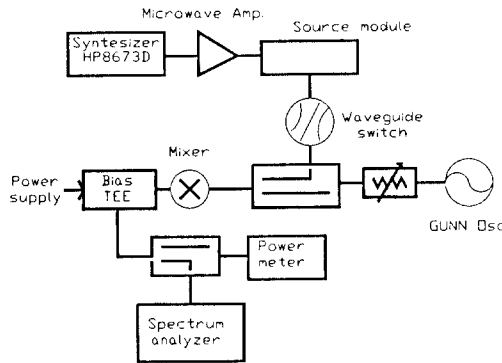 Microwave Amp.
Source module
Syntesizer
HP8673D
Waveguide
switch
Mixer
Power
supply
Bias
TEE
GUNN Osc
Power
meter
Spectrum
analyzer